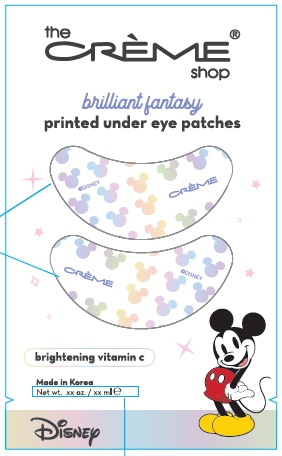 the
CRÈME®
shop
brilliant fantasy
printed under eye patches
©DISNEY
CRÈME
CRÈME
©DISNEY
brightening vitamin c
Made in Korea
Net wt. xx oz. / xx ml ℮
Disney